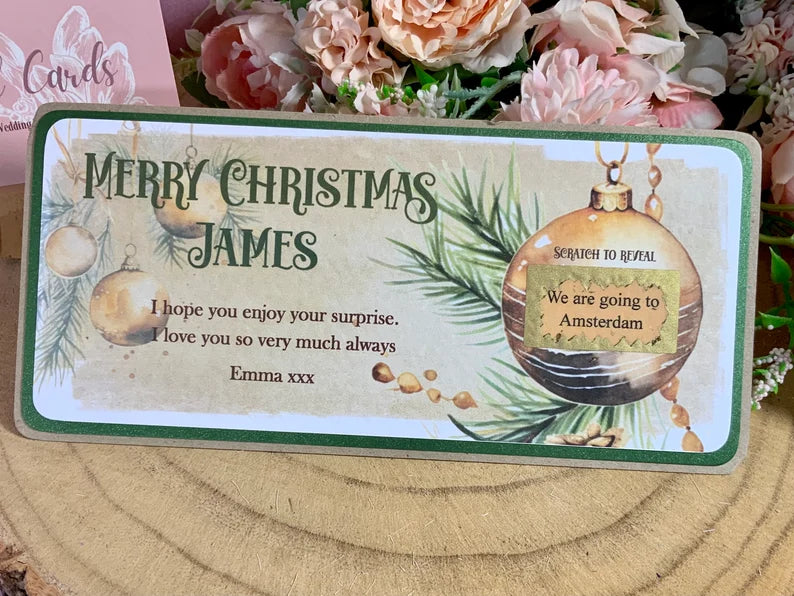 Cards
Wedding
MERRY CHRISTMAS
JAMES
I hope you enjoy your surprise.
I love you so very much always
Emma xxx
SCRATCH TO REVEAL
We are going to
Amsterdam